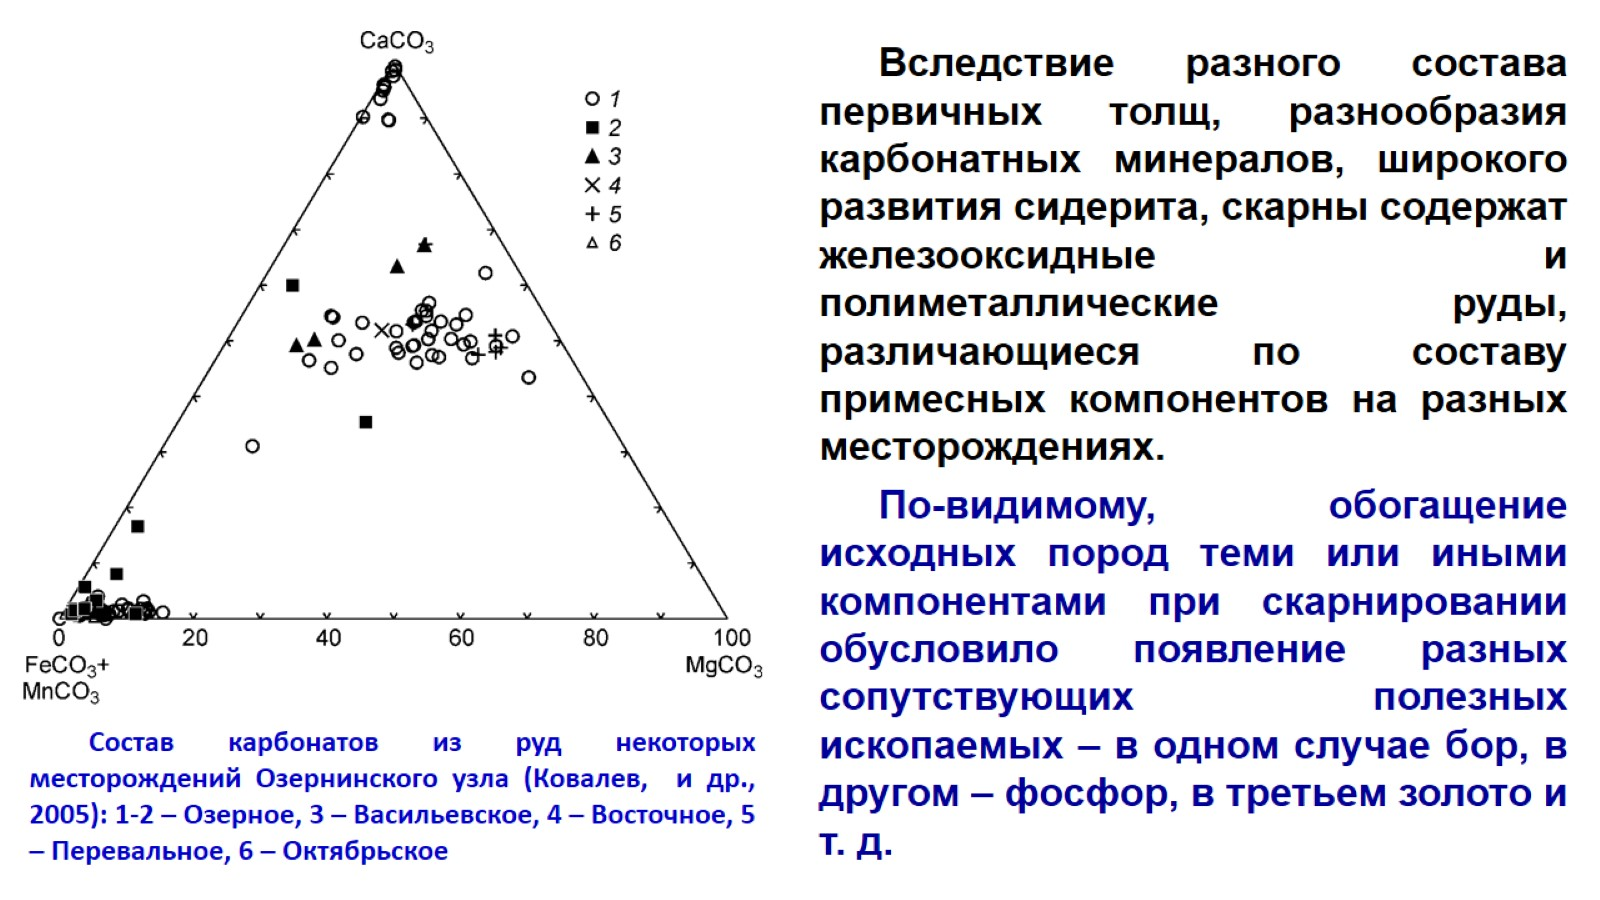 CaCO3
1
2
3
4
5
6
0 20 40 60 80 100
FeCO3+
MnCO3
MgCO3
Состав карбонатов из руд некоторых
месторождений Озернинского узла (Ковалев, и др.,
2005): 1-2 – Озерное, 3 – Васильевское, 4 – Восточное, 5
– Перевальное, 6 – Октябрьское
Вследствие разного состава
первичных толщ, разнообразия
карбонатных минералов, широкого
развития сидерита, скарны содержат
железооксидные и
полиметаллические руды,
различающиеся по составу
примесных компонентов на разных
месторождениях.
По-видимому, обогащение
исходных пород теми или иными
компонентами при скарнировании
обусловило появление разных
сопутствующих полезных
ископаемых – в одном случае бор, в
другом – фосфор, в третьем золото и
т. д.